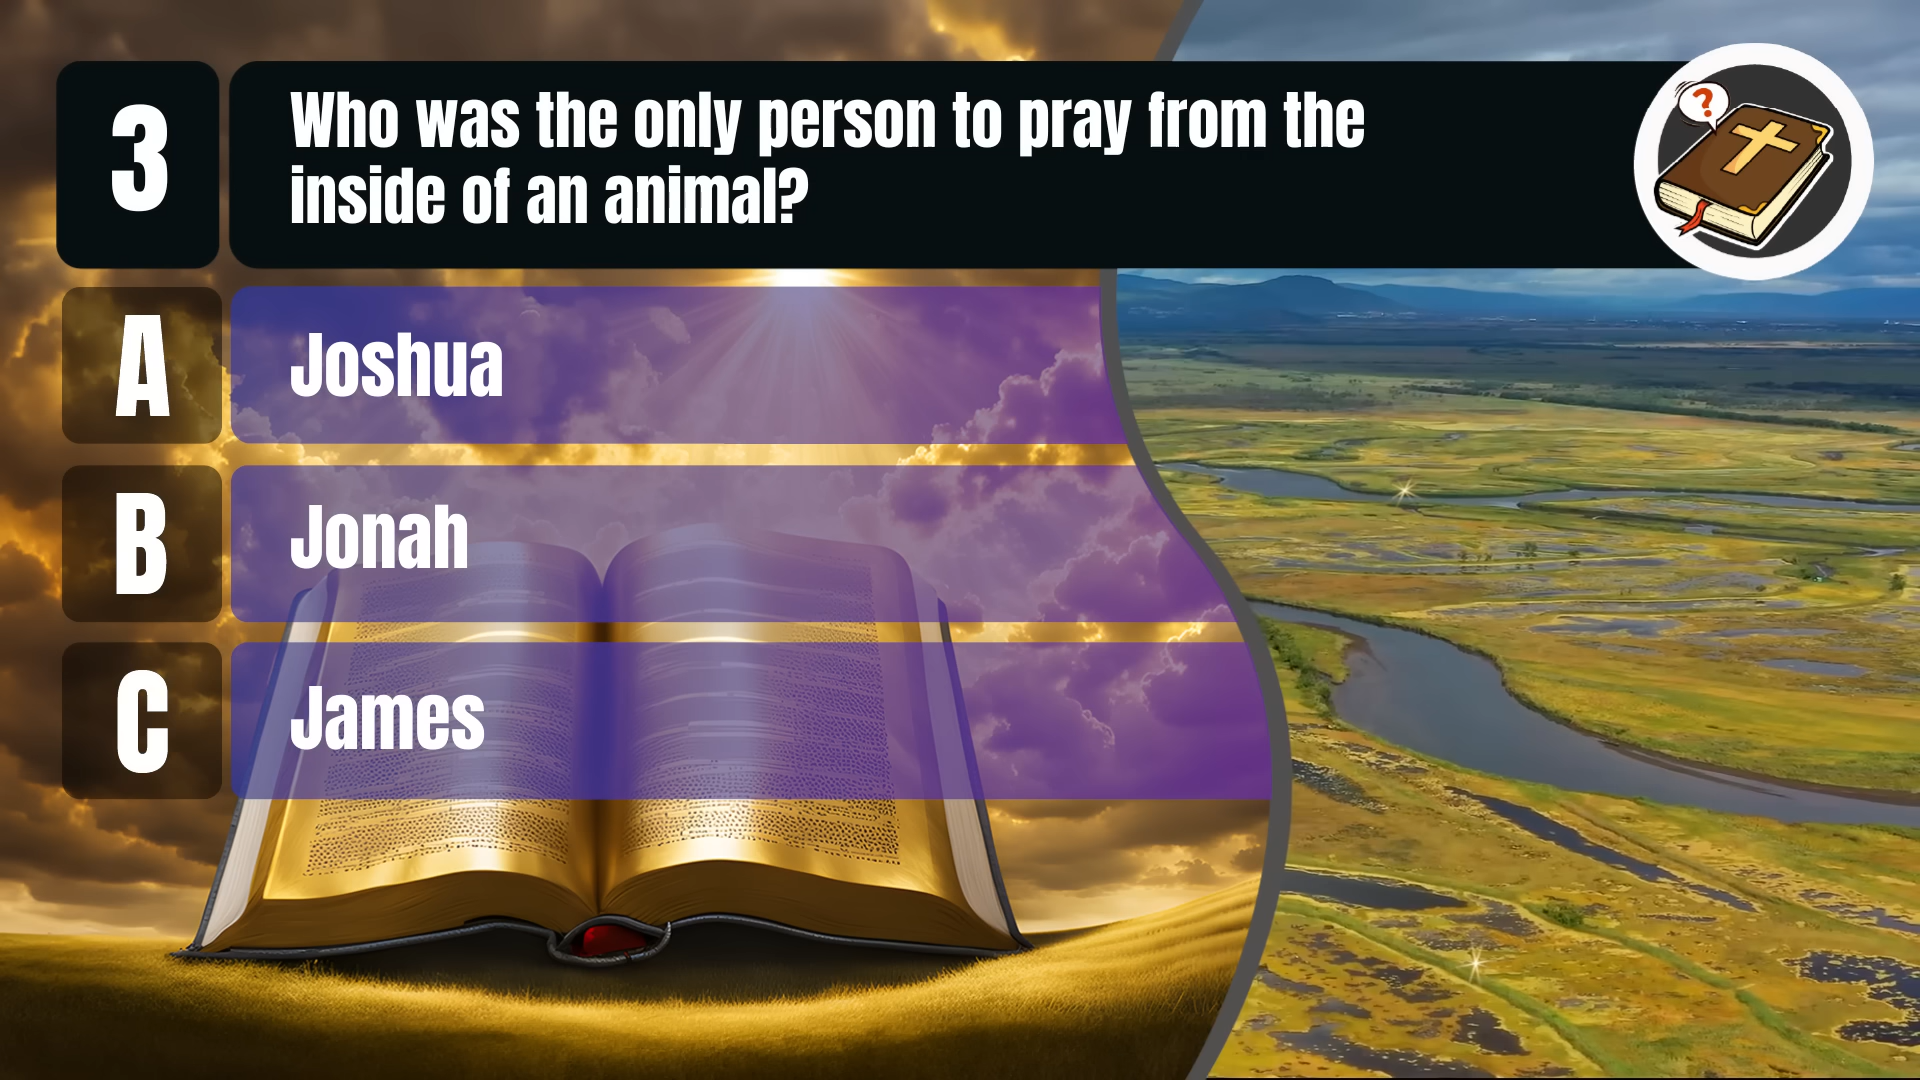 3
Who was the only person to pray from the
inside of an animal?
?
A
Joshua
B
Jonah
C
James